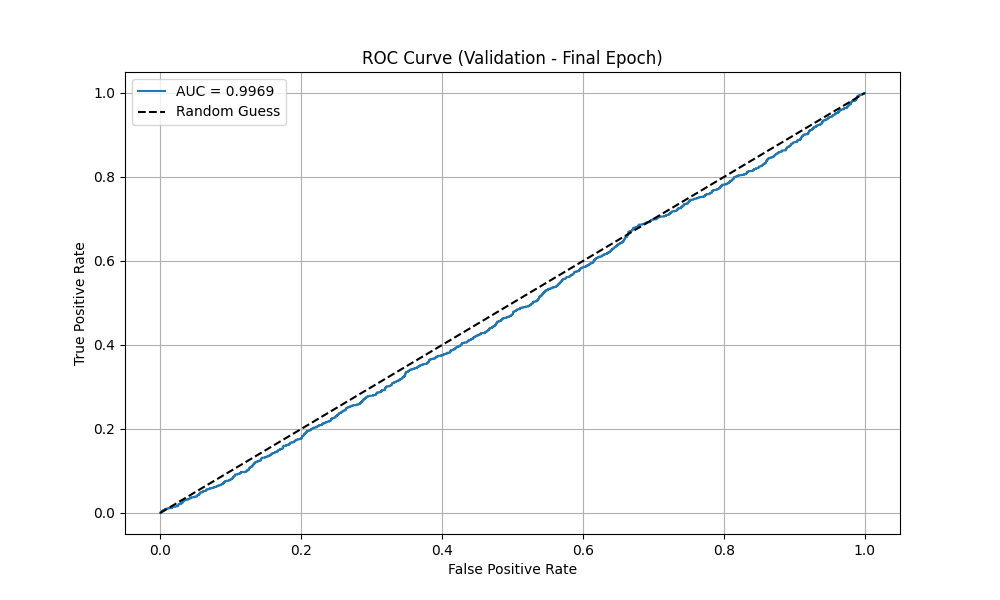 ROC Curve (Validation - Final Epoch)
AUC = 0.9969
Random Guess
True Positive Rate
1.0
0.8
0.6
0.4
0.2
0.0
0.0 0.2 0.4 0.6 0.8 1.0
False Positive Rate